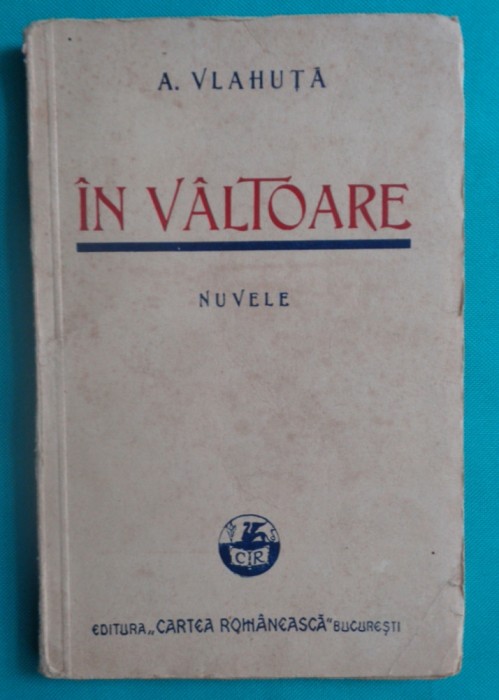 A. VLAHUȚĂ
ÎN VÂLTOARE
NUVELE
C R
EDITURA „CARTEA ROMÂNEASCĂ“ BUCUREȘTI